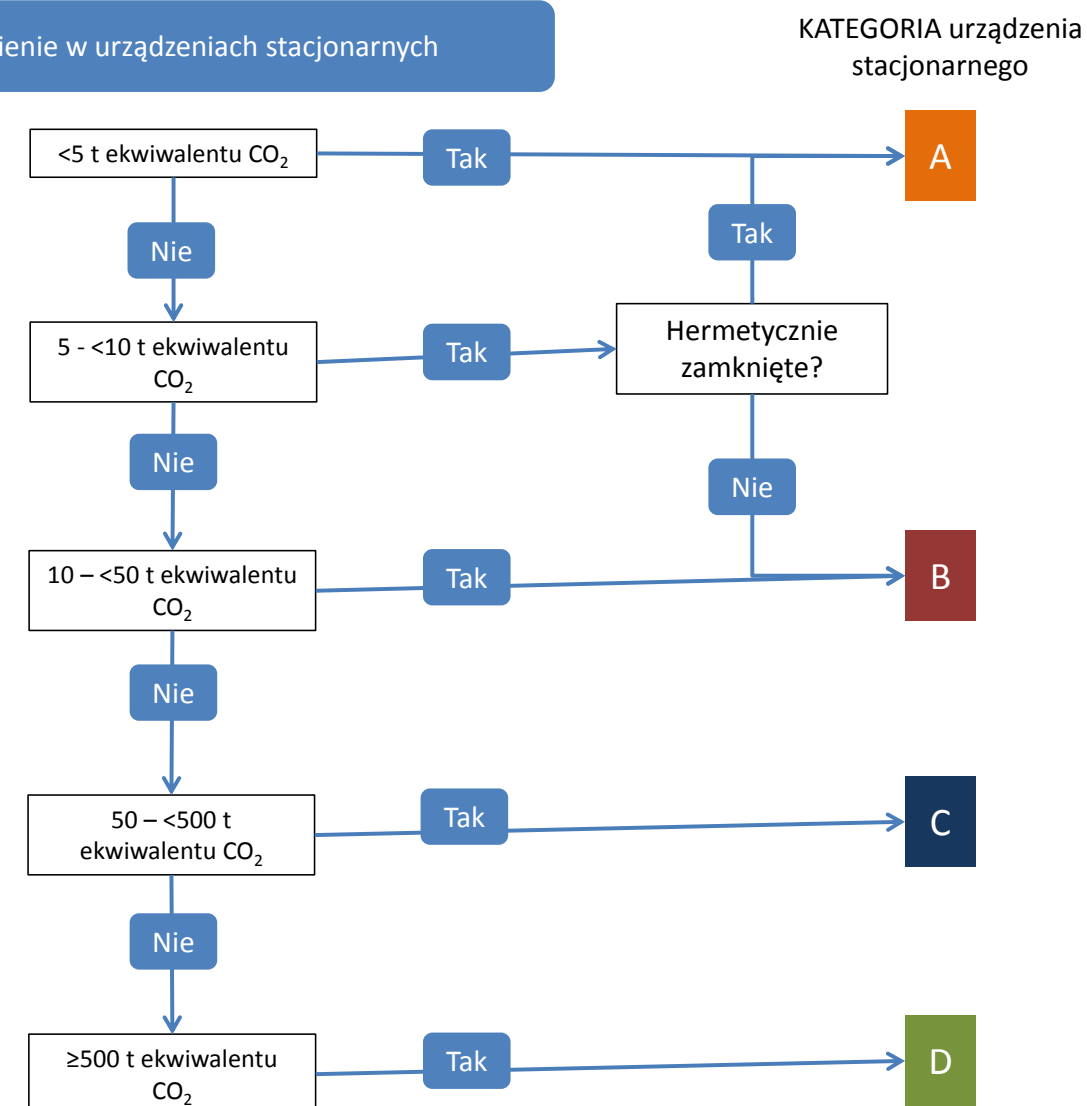 ienie w urządzeniach stacjonarnych
KATEGORIA urządzenia
stacjonarnego
<5 t ekwiwalentu CO₂
Tak
A
Nie
Tak
5 - <10 t ekwiwalentu
CO₂
Tak
Hermetycznie
zamknięte?
Nie
Nie
10 – <50 t ekwiwalentu
CO₂
Tak
B
Nie
50 – <500 t
ekwiwalentu CO₂
Tak
C
Nie
≥500 t ekwiwalentu
CO₂
Tak
D